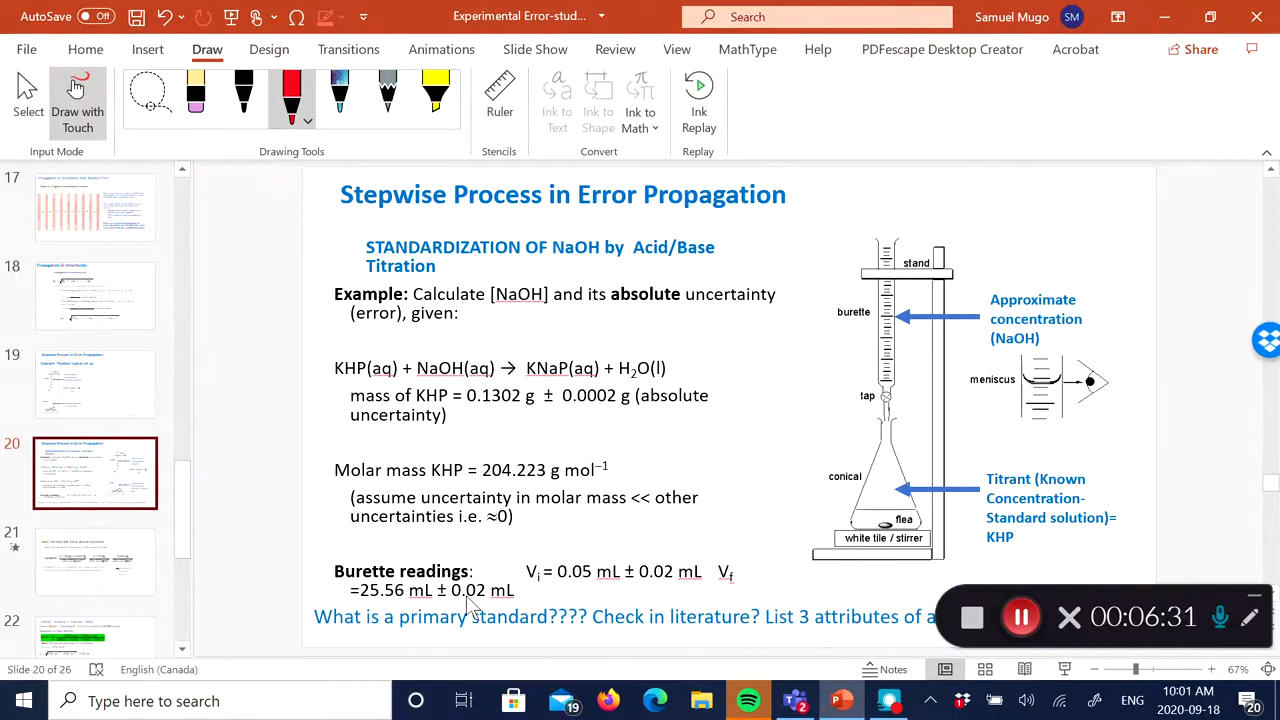 AutoSave Off
Experimental Error-stud...
Search
Samuel Mugo SM
File Home Insert Draw Design Transitions Animations Slide Show Review View MathType Help PDFescape Desktop Creator Acrobat Share
Select
Draw with Touch
Ruler
Ink to Text
Ink to Shape
Ink to Math
Ink Replay
Input Mode
Drawing Tools
Stencils
Convert
Replay
17
18
19
20
21
22
Stepwise Process in Error Propagation
STANDARDIZATION OF NaOH by Acid/Base
Titration
Example: Calculate [NaOH] and its absolute uncertainty
(error), given:
KHP(aq) + NaOH(aq) → KNaP(aq) + H2O(l)
mass of KHP = 0.1302 g ± 0.0002 g (absolute
uncertainty)
Molar mass KHP = 204.223 g mol–1
(assume uncertainty in molar mass << other
uncertainties i.e. ≈0)
Burette readings: Vi = 0.05 mL ± 0.02 mL Vf
=25.56 mL ± 0.02 mL
What is a primary standard???? Check in literature? List 3 attributes of a
stand
burette
Approximate
concentration
(NaOH)
meniscus
tap
conical
Titrant (Known
Concentration-
Standard solution)=
KHP
flea
white tile / stirrer
00:06:31
Slide 20 of 26
English (Canada)
Notes
67%
Type here to search
19
2
1
ENG
10:01 AM
2020-09-18
20